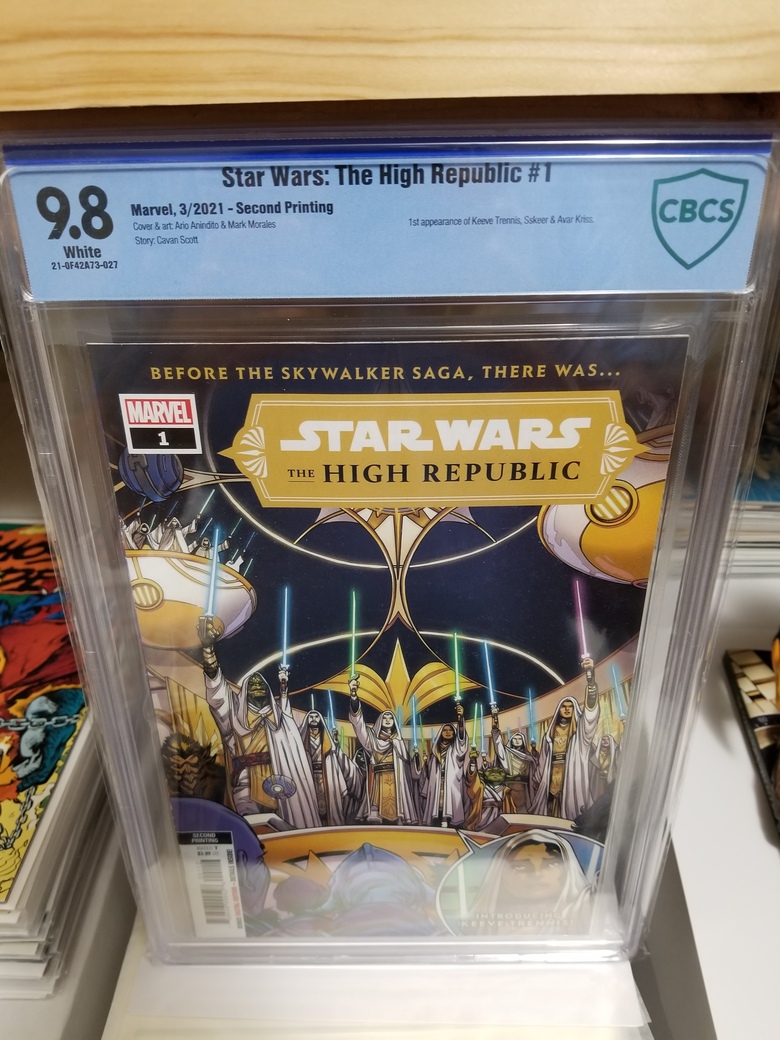 Star Wars: The High Republic #1
9.8
White
21-0F42A73-027
Marvel, 3/2021 - Second Printing
Cover & art: Ario Anindito & Mark Morales
Story: Cavan Scott
1st appearance of Keeve Trennis, Sskeer & Avar Kriss.
CBCS
BEFORE THE SKYWALKER SAGA, THERE WAS...
MARVEL
1
STAR WARS
THE HIGH REPUBLIC
SECOND
PRINTING
INTRODUCING
KEEVE TRENNIS!